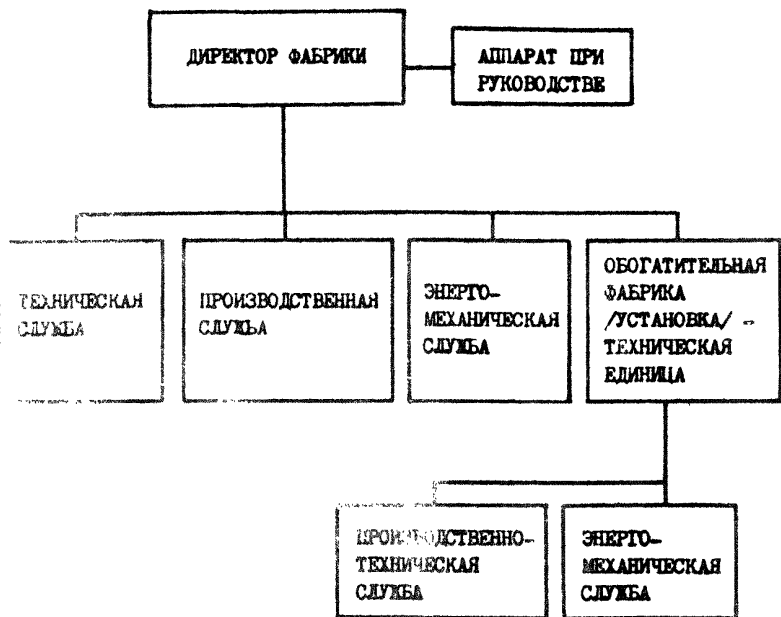 ДИРЕКТОР ФАБРИКИ
АППАРАТ ПРИ
РУКОВОДСТВЕ
ТЕХНИЧЕСКАЯ
СЛУЖБА
ПРОИЗВОДСТВЕННАЯ
СЛУЖБА
ЭНЕРГО-
МЕХАНИЧЕСКАЯ
СЛУЖБА
ОБОГАТИТЕЛЬНАЯ
ФАБРИКА
/УСТАНОВКА/ -
ТЕХНИЧЕСКАЯ
ЕДИНИЦА
ПРОИЗВОДСТВЕННО-
ТЕХНИЧЕСКАЯ
СЛУЖБА
ЭНЕРГО-
МЕХАНИЧЕСКАЯ
СЛУЖБА